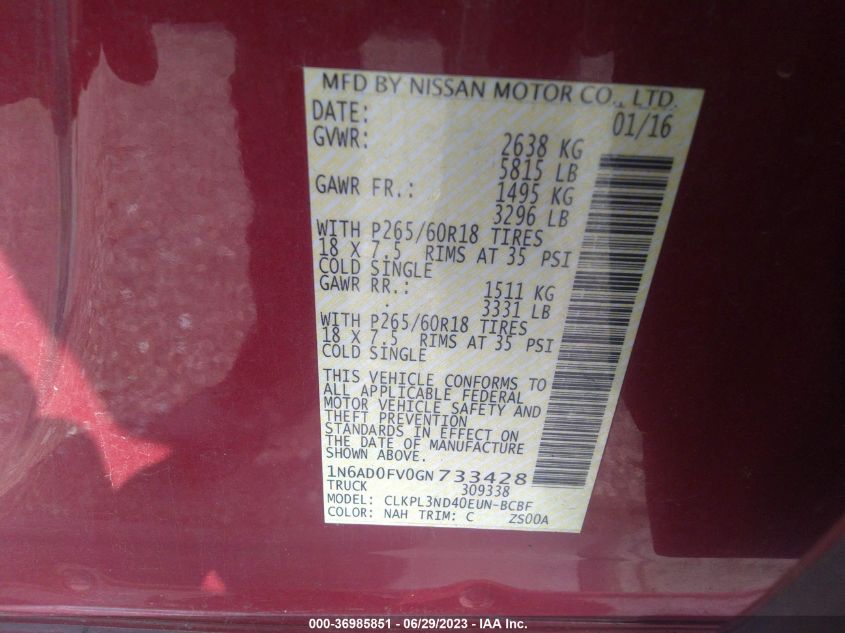 MFD BY NISSAN MOTOR CO., LTD.
DATE: 01/16
GVWR: 2638 KG
5815 LB
GAWR FR.: 1495 KG
3296 LB
WITH P265/60R18 TIRES
18 X 7.5 RIMS AT 35 PSI
COLD SINGLE
GAWR RR.: 1511 KG
3331 LB
WITH P265/60R18 TIRES
18 X 7.5 RIMS AT 35 PSI
COLD SINGLE
THIS VEHICLE CONFORMS TO
ALL APPLICABLE FEDERAL
MOTOR VEHICLE SAFETY AND
THEFT PREVENTION
STANDARDS IN EFFECT ON
THE DATE OF MANUFACTURE
SHOWN ABOVE.
1N6AD0FV0GN733428
TRUCK 309338
MODEL: CLKPL3ND40EUN-BCBF
COLOR: NAH TRIM: C ZS00A
000-36985851 / 06/29/2023 - IAA Inc.